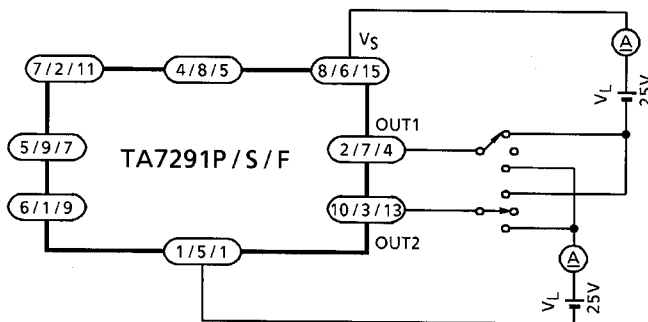 VS
A
7/2/11
4/8/5
8/6/15
VL
25V
OUT1
5/9/7
TA7291P/S/F
2/7/4
6/1/9
10/3/13
OUT2
1/5/1
A
VL
25V